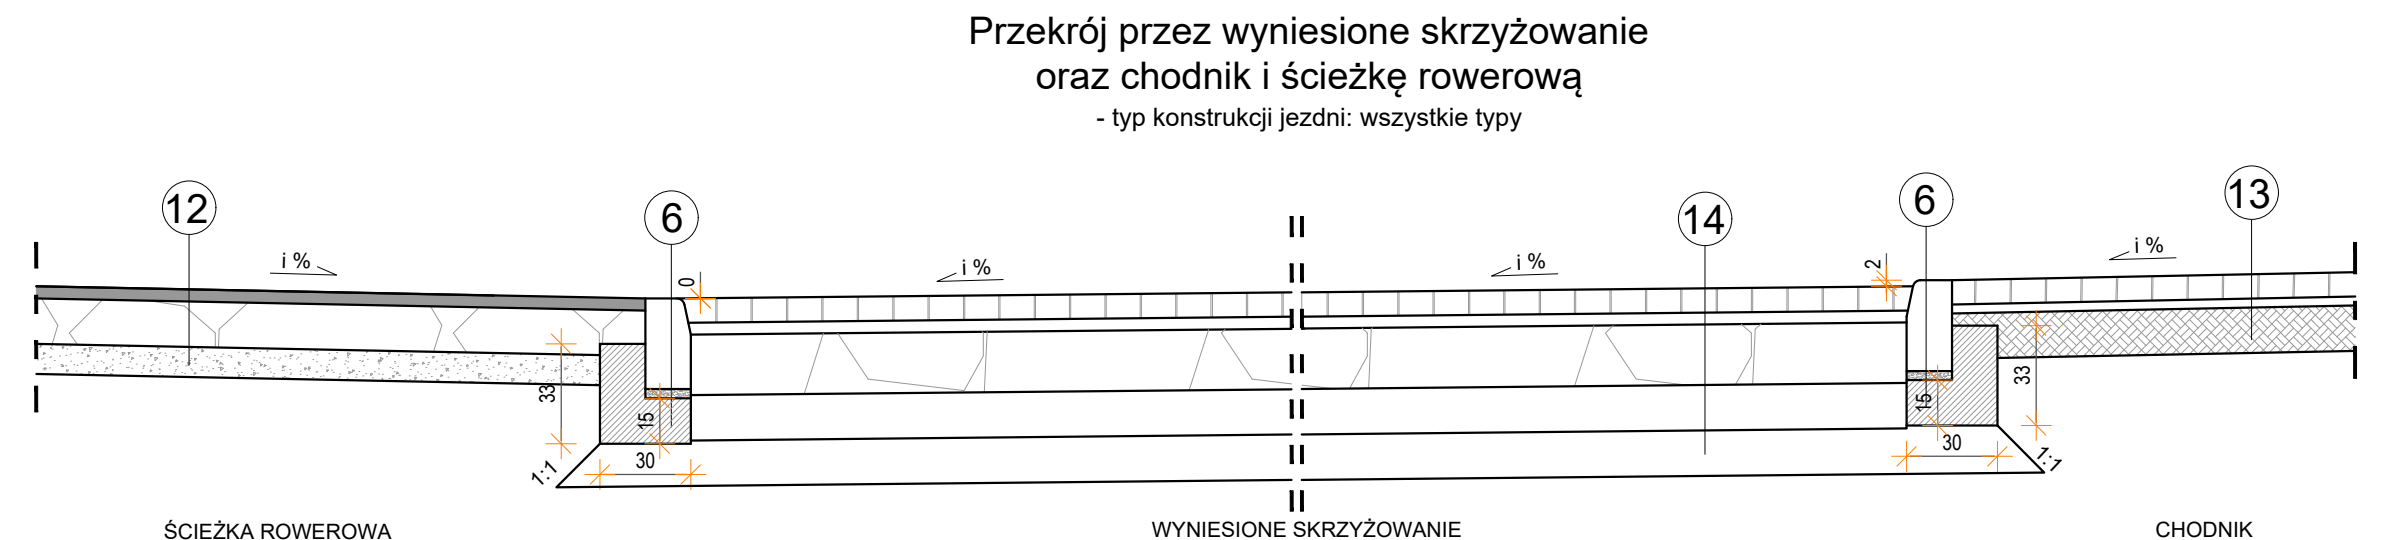 Przekrój przez wyniesione skrzyżowanie
oraz chodnik i ścieżkę rowerową
- typ konstrukcji jezdni: wszystkie typy
12
6
14
6
13
i %
0
i %
i %
2
i %
33
15
30
1:1
33
15
30
1:1
ŚCIEŻKA ROWEROWA
WYNIESIONE SKRZYŻOWANIE
CHODNIK